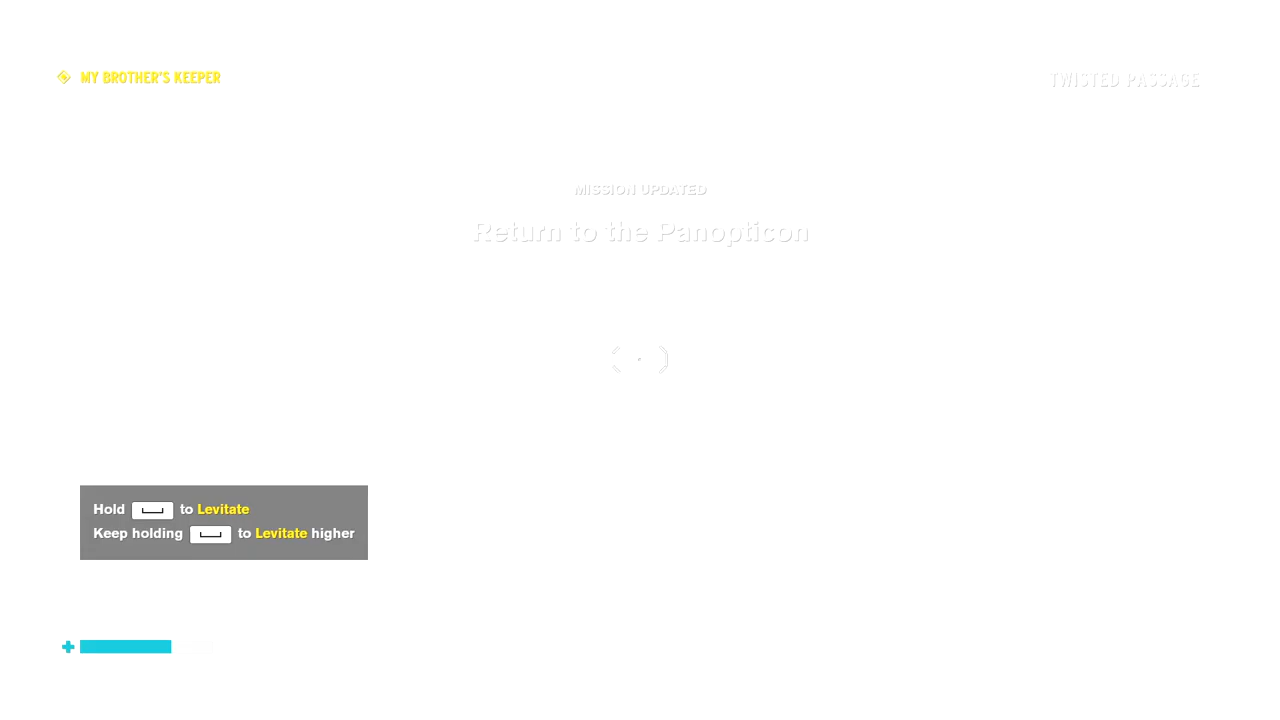 MY BROTHER'S KEEPER
TWISTED PASSAGE
MISSION UPDATED
Return to the Panopticon
Hold to Levitate
Keep holding to Levitate higher